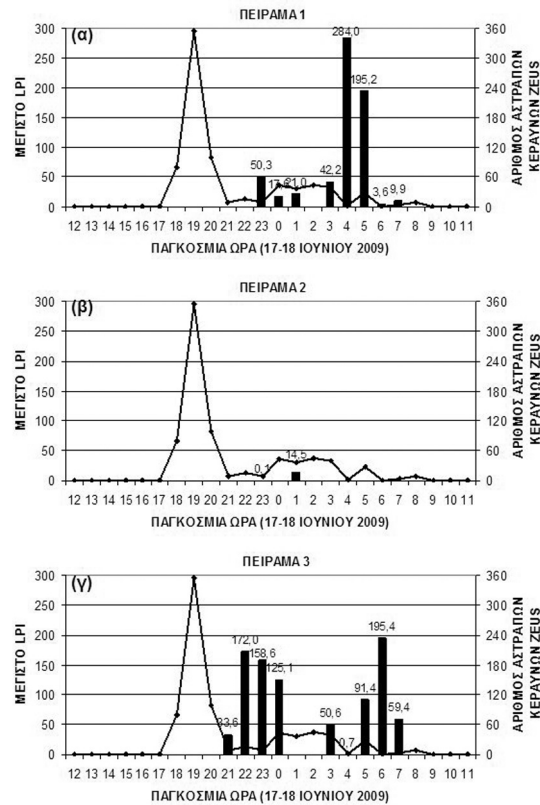 ΠΕΙΡΑΜΑ 1
(α)
ΜΕΓΙΣΤΟ LPI
300
250
200
150
100
50
0
50,3
17,6
21,0
42,2
284,0
195,2
3,6
9,9
360
300
240
180
120
60
0
ΑΡΙΘΜΟΣ ΑΣΤΡΑΠΩΝ
ΚΕΡΑΥΝΩΝ ZEUS
12 13 14 15 16 17 18 19 20 21 22 23 0 1 2 3 4 5 6 7 8 9 10 11
ΠΑΓΚΟΣΜΙΑ ΩΡΑ (17-18 ΙΟΥΝΙΟΥ 2009)
ΠΕΙΡΑΜΑ 2
(β)
ΜΕΓΙΣΤΟ LPI
300
250
200
150
100
50
0
0,1
14,5
360
300
240
180
120
60
0
ΑΡΙΘΜΟΣ ΑΣΤΡΑΠΩΝ
ΚΕΡΑΥΝΩΝ ZEUS
12 13 14 15 16 17 18 19 20 21 22 23 0 1 2 3 4 5 6 7 8 9 10 11
ΠΑΓΚΟΣΜΙΑ ΩΡΑ (17-18 ΙΟΥΝΙΟΥ 2009)
ΠΕΙΡΑΜΑ 3
(γ)
ΜΕΓΙΣΤΟ LPI
300
250
200
150
100
50
0
33,6
172,0
158,6
125,1
50,6
0,7
91,4
195,4
59,4
360
300
240
180
120
60
0
ΑΡΙΘΜΟΣ ΑΣΤΡΑΠΩΝ
ΚΕΡΑΥΝΩΝ ZEUS
12 13 14 15 16 17 18 19 20 21 22 23 0 1 2 3 4 5 6 7 8 9 10 11
ΠΑΓΚΟΣΜΙΑ ΩΡΑ (17-18 ΙΟΥΝΙΟΥ 2009)